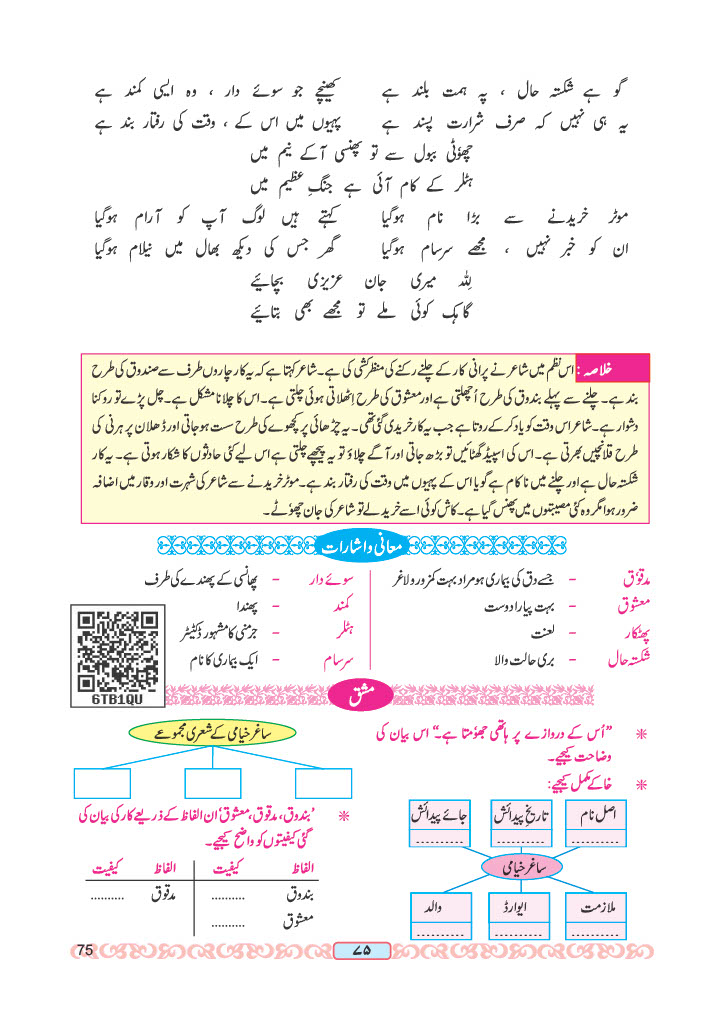 گو ہے شکستہ حال ، پہ ہمت بلند ہے کھینچے جو سوئے دار ، وہ ایسی کمند ہے
یہ ہی نہیں کہ صرف شرارت پسند ہے پہیوں میں اس کے ، وقت کی رفتار بند ہے
چھؤٹی ببول سے تو پھنسی آکے نیم میں
ہٹلر کے کام آئی ہے جنگِ عظیم میں
موٹر خریدنے سے بڑا نام ہوگیا کہتے ہیں لوگ آپ کو آرام ہوگیا
ان کو خبر نہیں ، مجھے سرسام ہوگیا گھر جس کی دیکھ بھال میں نیلام ہوگیا
لِلّٰہ میری جان عزیزی بچائیے
گاہک کوئی ملے تو مجھے بھی بتائیے
خلاصہ : اس نظم میں شاعر نے پرانی کار کے چلنے رکنے کی منظر کشی کی ہے۔ شاعر کہتا ہے کہ یہ کار چاروں طرف سے صندوق کی طرح
بند ہے۔ چلنے سے پہلے بندوق کی طرح اُچھلتی ہے اور معشوق کی طرح اِٹھلاتی ہوئی چلتی ہے۔ اس کا چلانا مشکل ہے۔ چل پڑے تو روکنا
دشوار ہے۔ شاعر اس وقت کو یاد کرکے روتا ہے جب یہ کار خریدی گئی تھی۔ یہ چڑھائی پر کچھوے کی طرح سست ہوجاتی اور ڈھلان پر ہرنی کی
طرح قلانچیں بھرتی ہے۔ اس کی اسپیڈ گھٹائیں تو بڑھ جاتی اور آگے چلاؤ تو یہ پیچھے چلتی ہے اس لیے کئی حادثوں کا شکار ہوتی ہے۔ یہ کار
شکستہ حال ہے اور چلنے میں ناکام ہے گویا اس کے پہیوں میں وقت کی رفتار بند ہے۔ موٹر خریدنے سے شاعر کی شہرت اور وقار میں اضافہ
ضرور ہوا مگر وہ کئی مصیبتوں میں پھنس گیا ہے۔ کاش کوئی اسے خرید لے تو شاعر کی جان چھوٹے۔
معانی و اشارات
مدقوٗق – جسے دق کی بیماری ہو مراد بہت کمزور و لاغر
معشوٗق – بہت پیارا دوست
پھٹکار – لعنت
شکستہ حال – بری حالت والا
سوئے دار – پھانسی کے پھندے کی طرف
کمند – پھندا
ہٹلر – جرمنی کا مشہور ڈکٹیٹر
سرسام – ایک بیماری کا نام
6TB1QU
مشق
* ”اُس کے دروازے پر ہاتھی جھوٗمتا ہے۔“ اس بیان کی
وضاحت کیجیے۔
* خاکے مکمل کیجیے:
اصل نام تاریخِ پیدائش جائے پیدائش
.......... .......... ..........
ساغر خیامی
ملازمت ایوارڈ والد
.......... .......... ..........
ساغر خیامی کے شعری مجموعے
* ’بندوق، مدقوق، معشوق‘ ان الفاظ کے ذریعے کار کی بیان کی
گئی کیفیتوں کو واضح کیجیے۔
الفاظ کیفیت الفاظ کیفیت
بندوق .......... مدقوق ..........
معشوق ..........
75 ۷۵